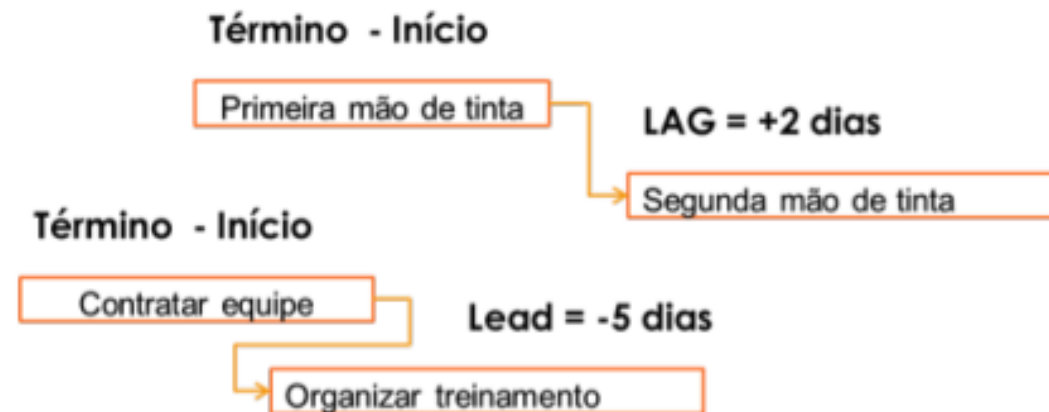 Término - Início
Primeira mão de tinta
LAG = +2 dias
Segunda mão de tinta
Término - Início
Contratar equipe
Lead = -5 dias
Organizar treinamento